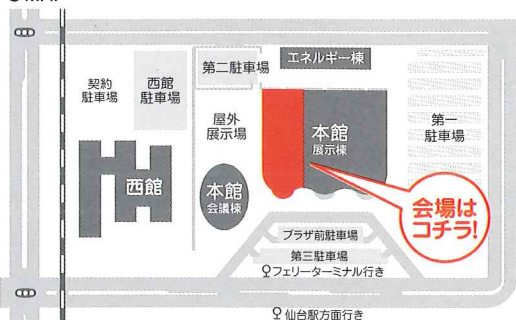 第二駐車場
エネルギー棟
契約
駐車場
西館
駐車場
屋外
展示場
本館
展示棟
第一
駐車場
西館
本館
会議棟
会場は
コチラ!
プラザ前駐車場
第三駐車場
フェリーターミナル行き
仙台駅方面行き